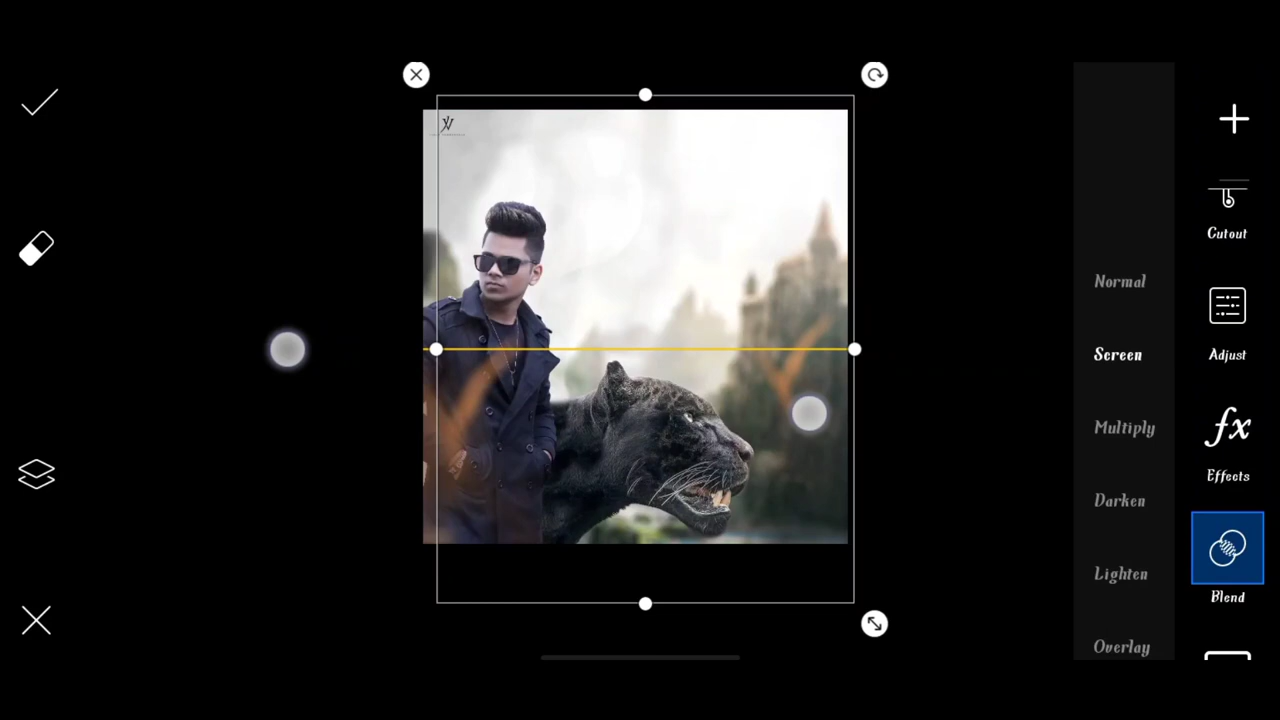 Cutout
Normal
Screen
Adjust
Multiply
fx
Effects
Darken
Lighten
Blend
Overlay